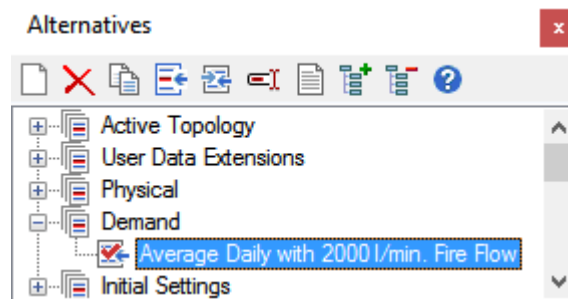 Alternatives
Active Topology
User Data Extensions
Physical
Demand
Average Daily with 2000 l/min. Fire Flow
Initial Settings